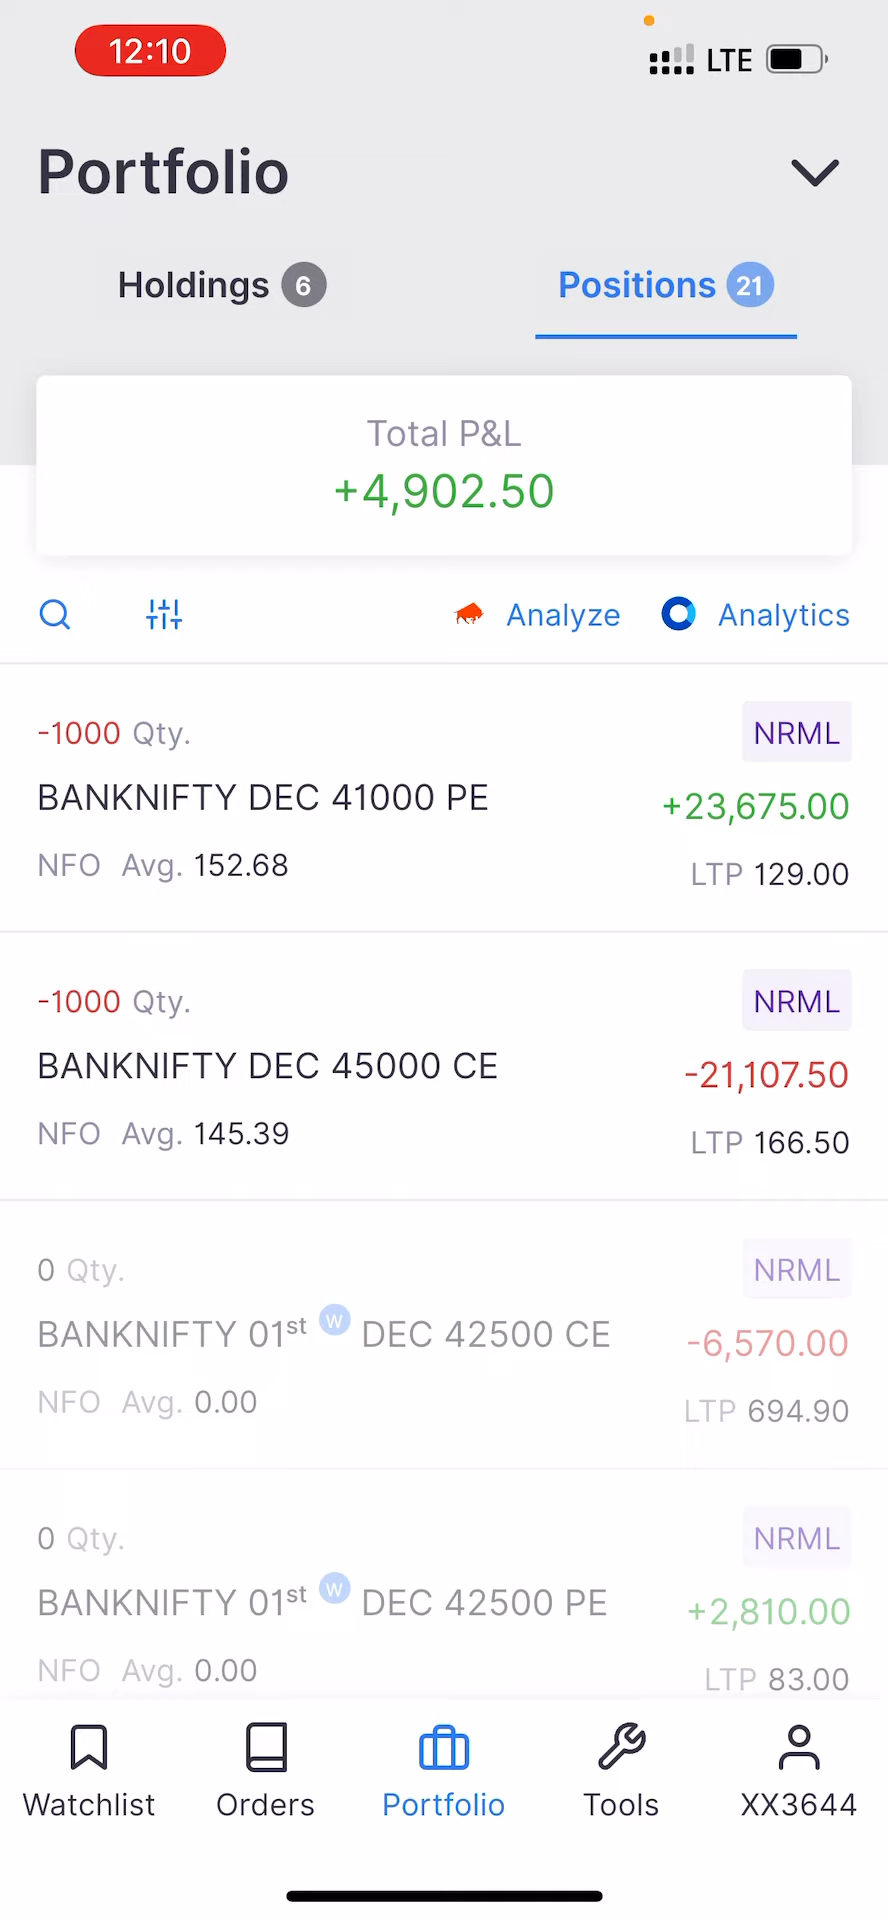 12:10 LTE
Portfolio
Holdings 6 Positions 21
Total P&L
+4,902.50
Analyze Analytics
-1000 Qty. NRML
BANKNIFTY DEC 41000 PE +23,675.00
NFO Avg. 152.68 LTP 129.00
-1000 Qty. NRML
BANKNIFTY DEC 45000 CE -21,107.50
NFO Avg. 145.39 LTP 166.50
0 Qty. NRML
BANKNIFTY 01st W DEC 42500 CE -6,570.00
NFO Avg. 0.00 LTP 694.90
0 Qty. NRML
BANKNIFTY 01st W DEC 42500 PE +2,810.00
NFO Avg. 0.00 LTP 83.00
Watchlist Orders Portfolio Tools XX3644